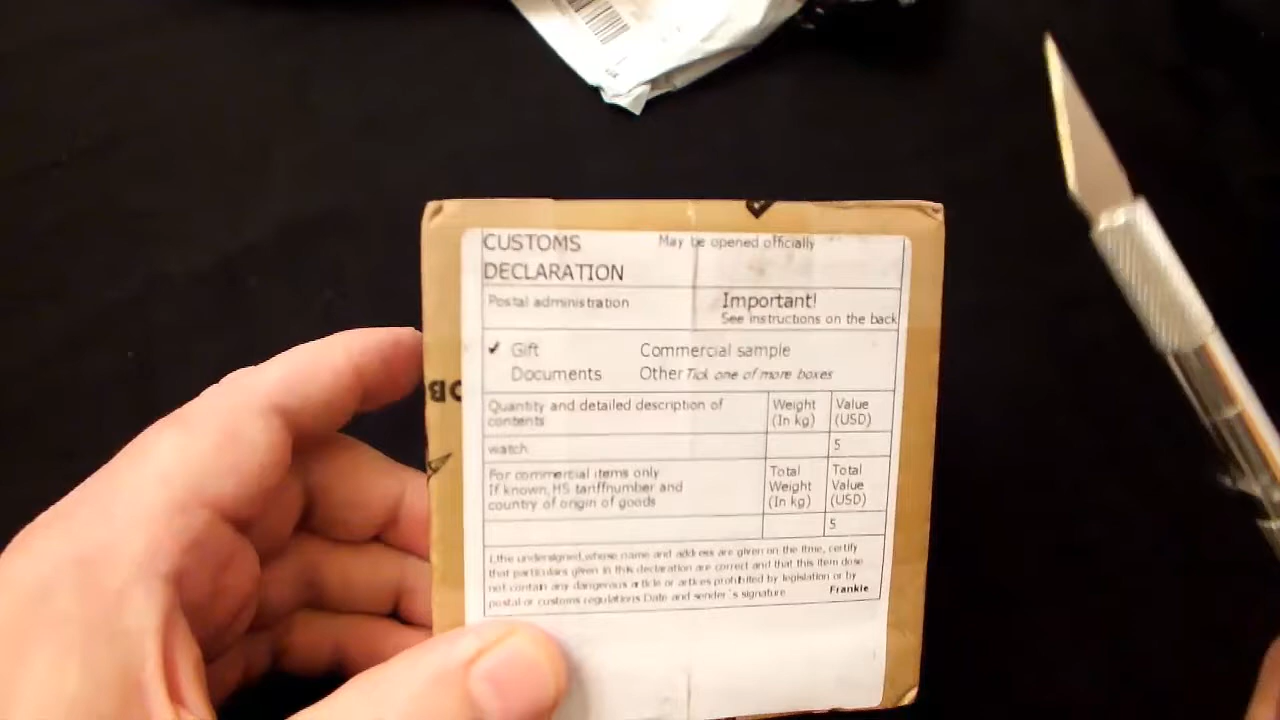 CUSTOMS May be opened officially
DECLARATION
Postal administration Important!
See instructions on the back
✓ Gift Commercial sample
Documents Other Tick one of more boxes
Quantity and detailed description of contents Weight (In kg) Value (USD)
watch 5
For commercial items only Total Total
If known,HS tariffnumber and Weight Value
country of origin of goods (In kg) (USD)
5
I,the undersigned,whose name and address are given on the itme, certify
that particulars given in this declaration are correct and that this item dose
not contain any dangerous article or artices prohibited by legislation or by
postal or customs regulations.Date and sender's signature Frankie